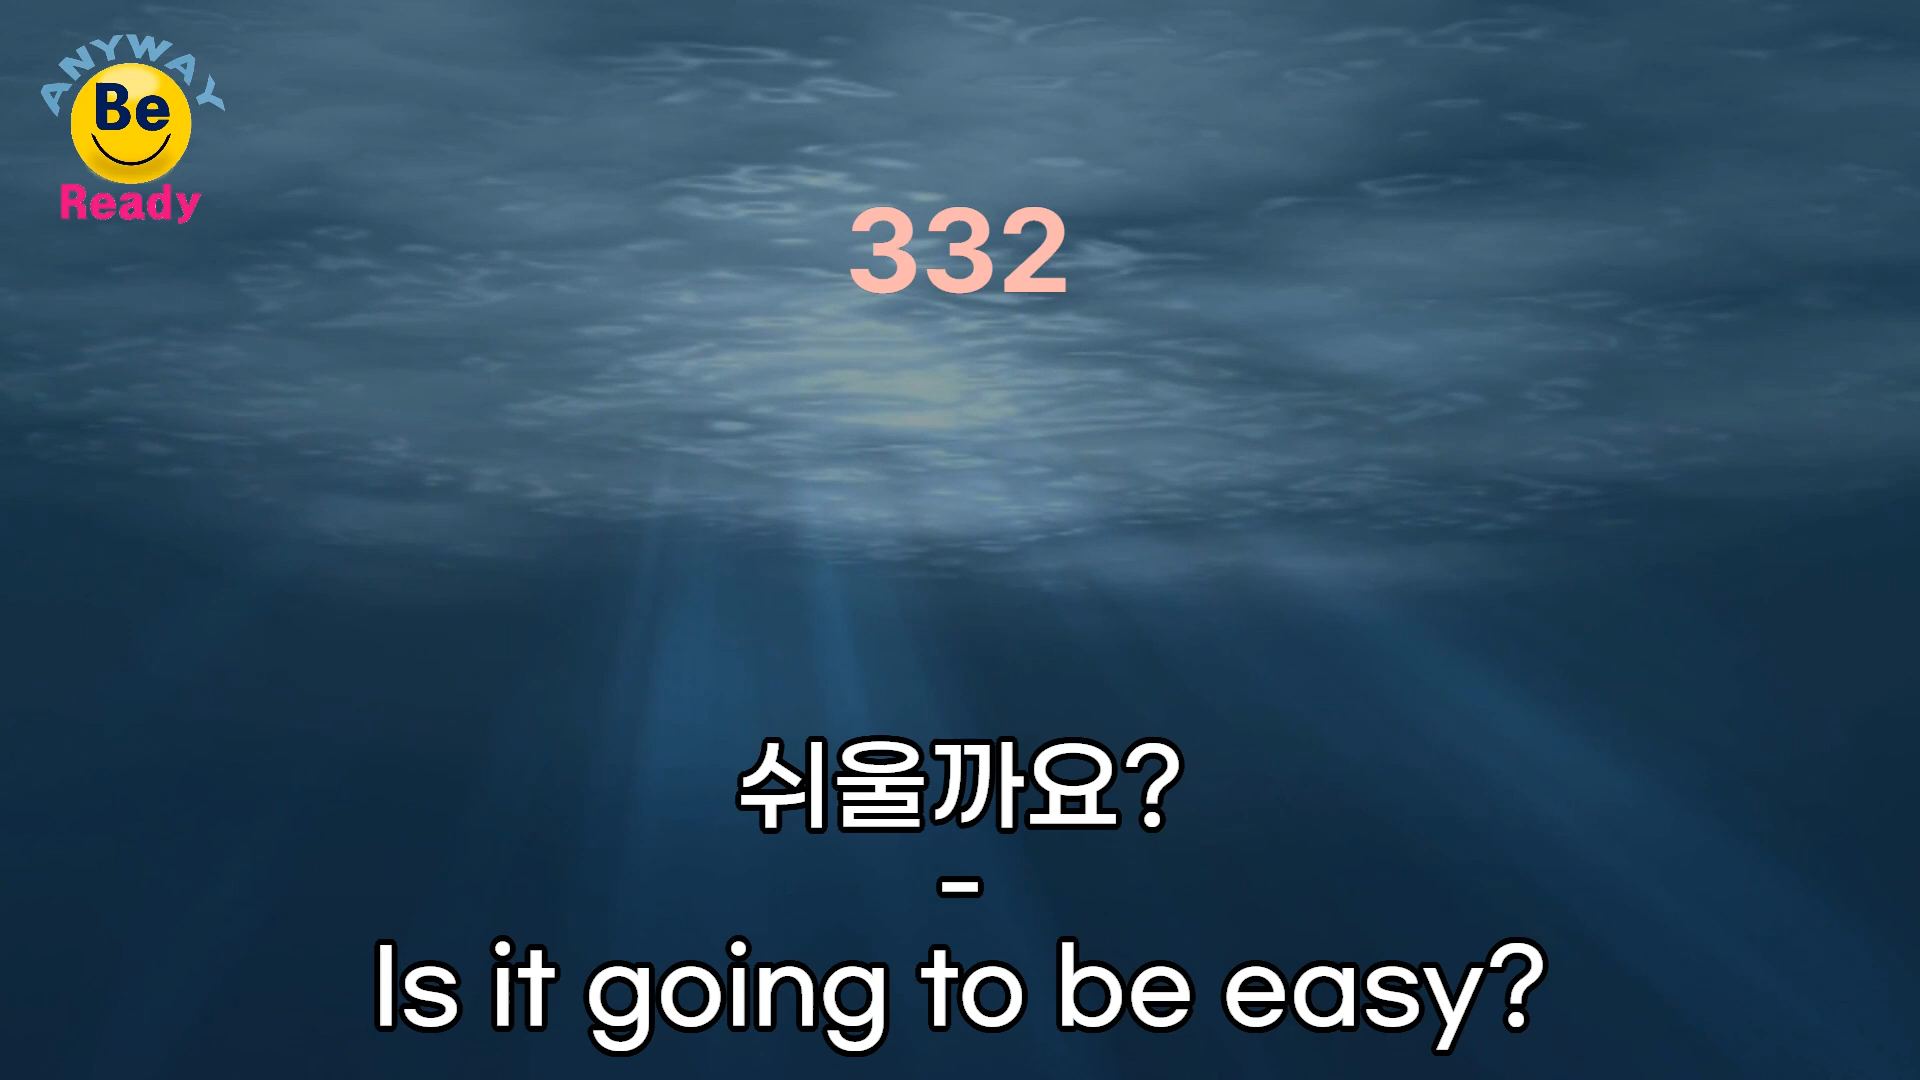 ANYWAY
Be
Ready
332
쉬울까요?
-
Is it going to be easy?